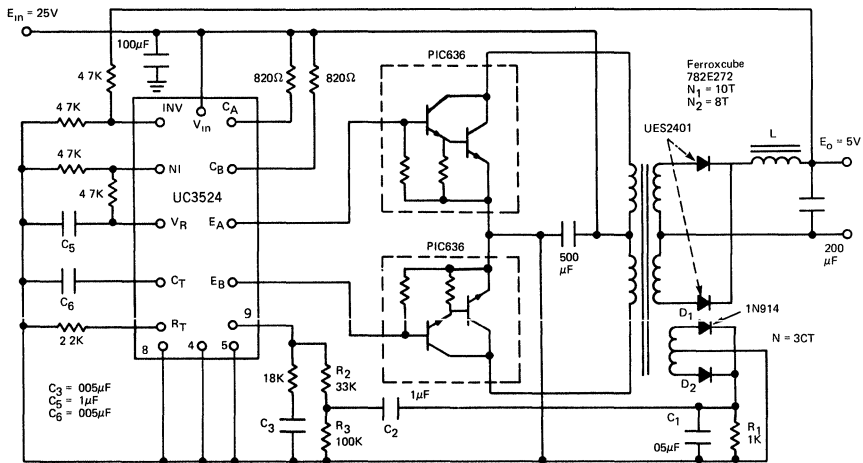 E_in = 25V
100μF
4 7K
820Ω
820Ω
PIC636
Ferroxcube
782E272
N₁ = 10T
N₂ = 8T
UES2401
L
E_o = 5V
4 7K
INV
V_in
C_A
4 7K
NI
C_B
4 7K
UC3524
V_R
E_A
C₅
500
μF
200
μF
PIC636
C_T
E_B
C₆
D₁
1N914
R_T
9
2 2K
8
4
5
N = 3CT
D₂
18K
R₂
33K
1μF
C₃ = 005μF
C₅ = 1μF
C₆ = 005μF
C₃
R₃
100K
C₂
C₁
05μF
R₁
1K